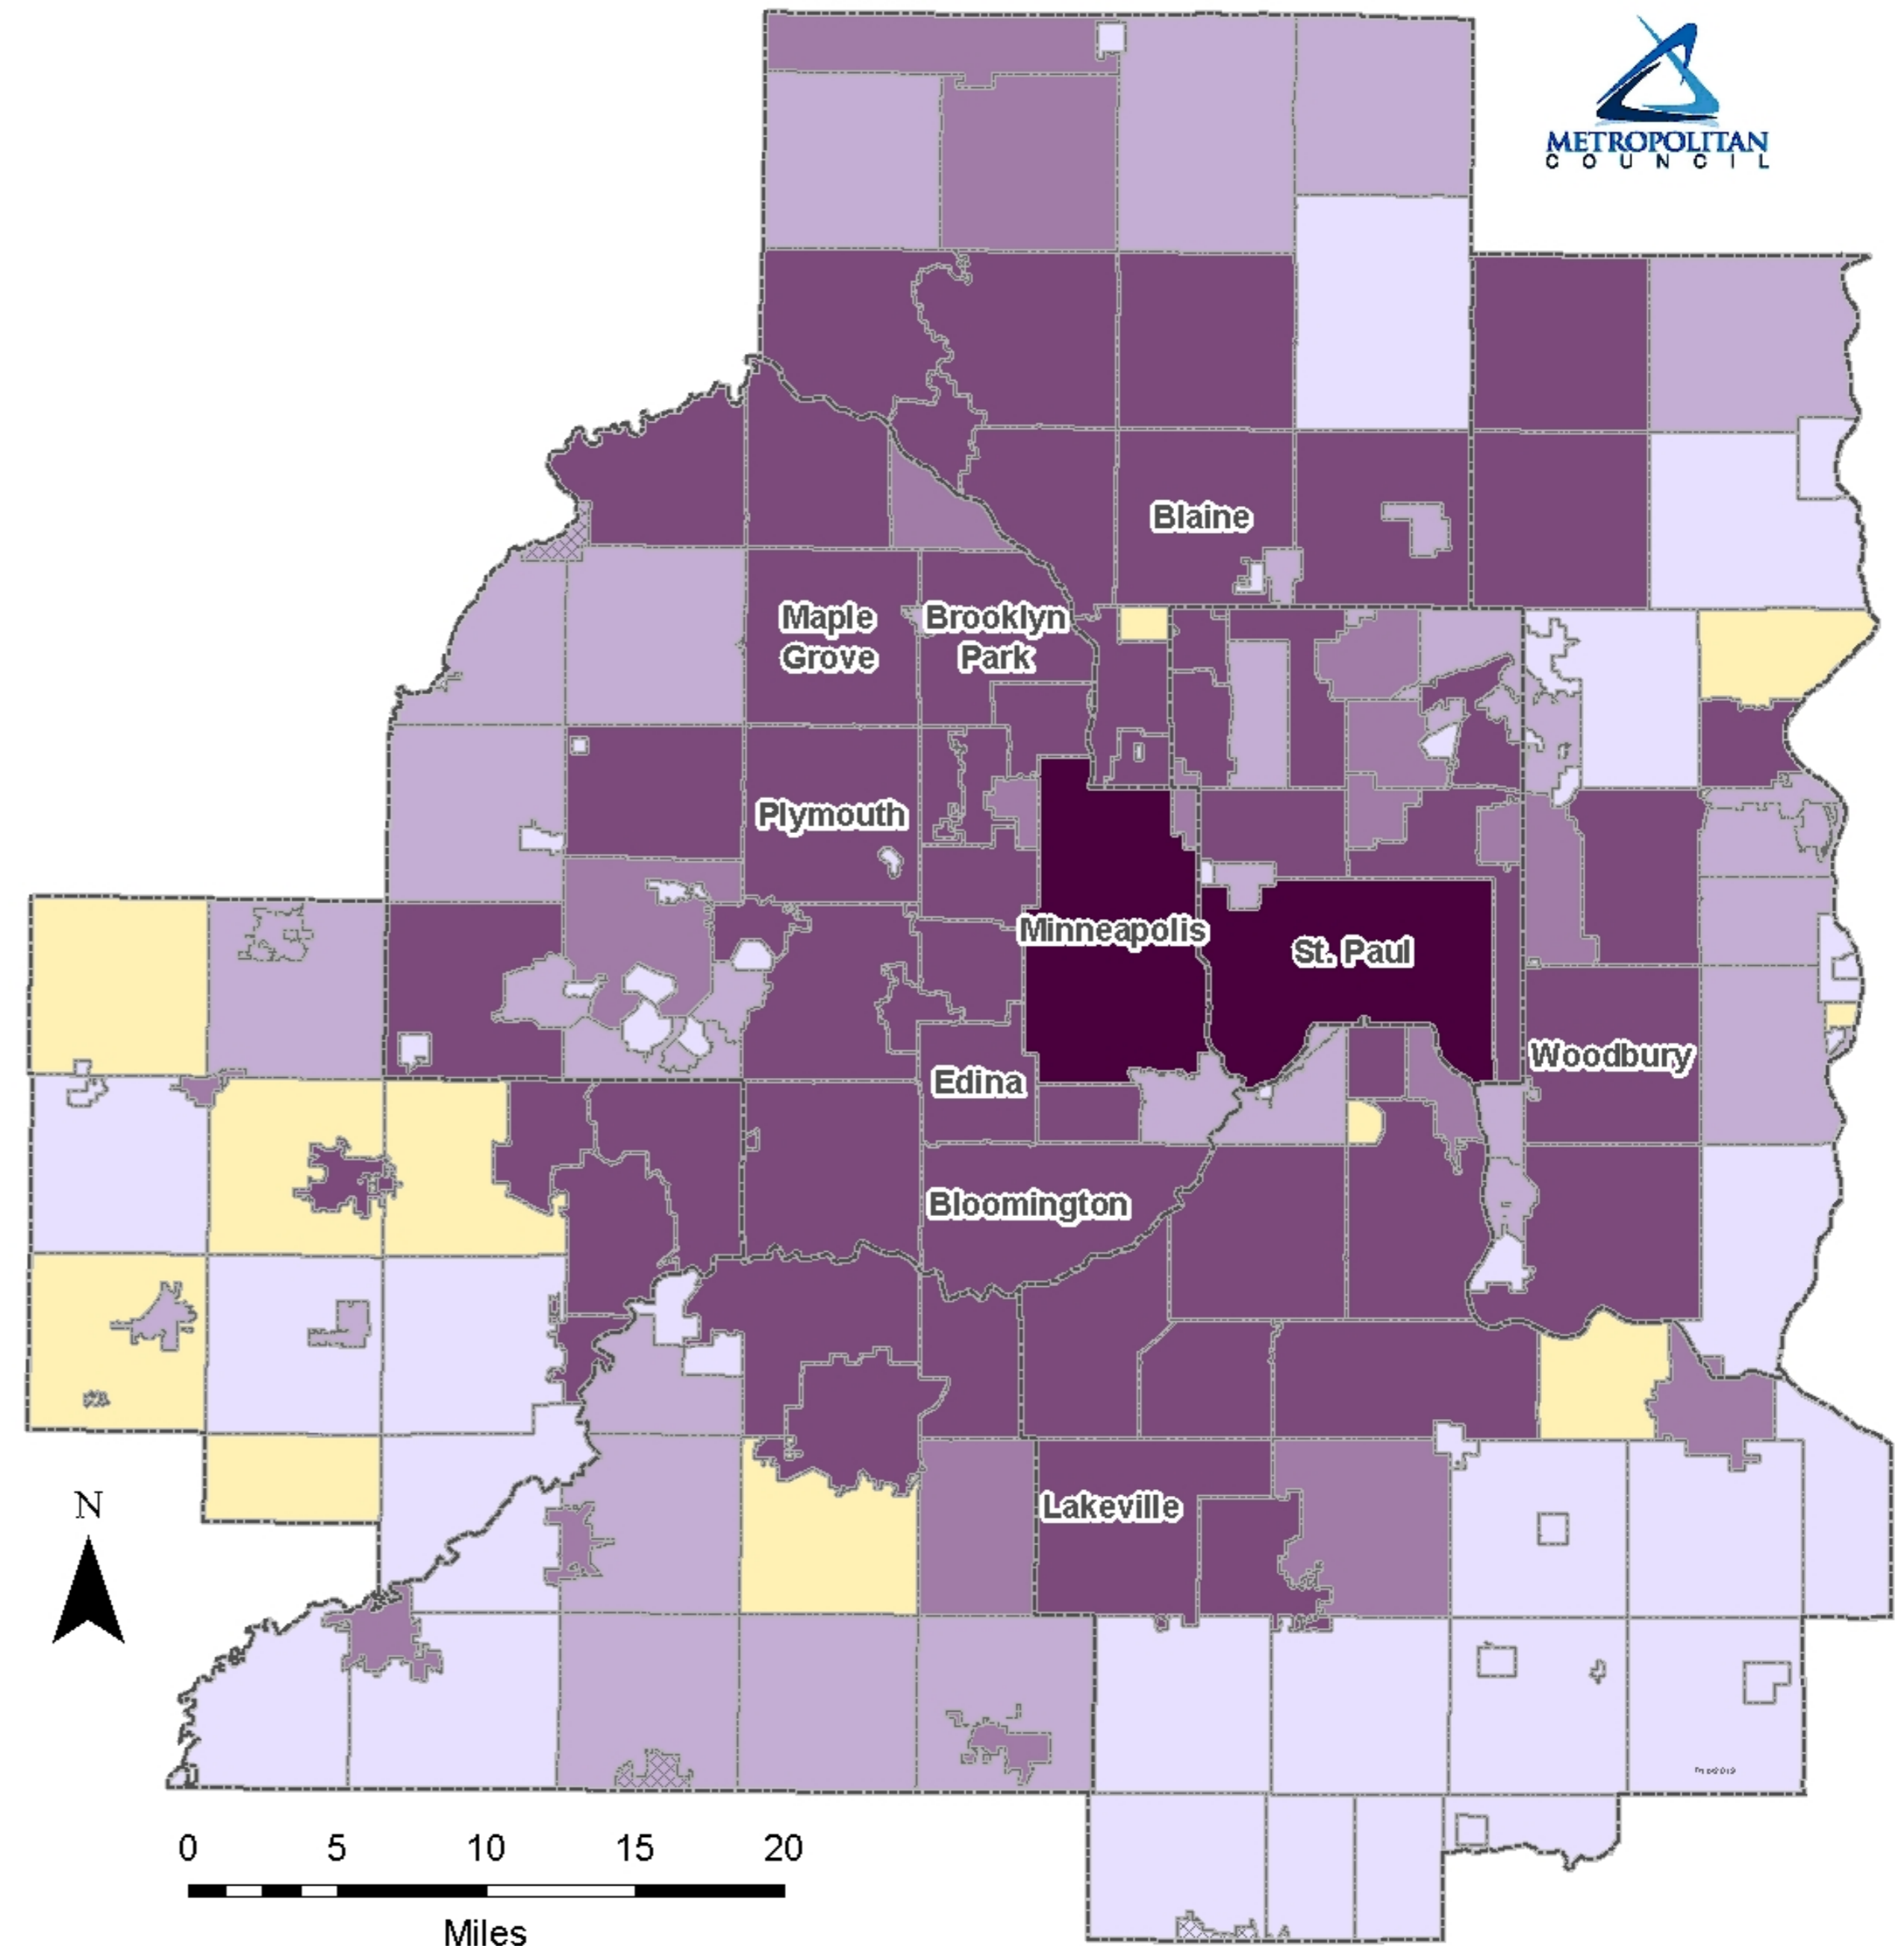 METROPOLITAN
COUNCIL
Blaine
Maple
Grove
Brooklyn
Park
Plymouth
Minneapolis
St. Paul
Edina
Woodbury
Bloomington
Lakeville
N
0 5 10 15 20
Miles